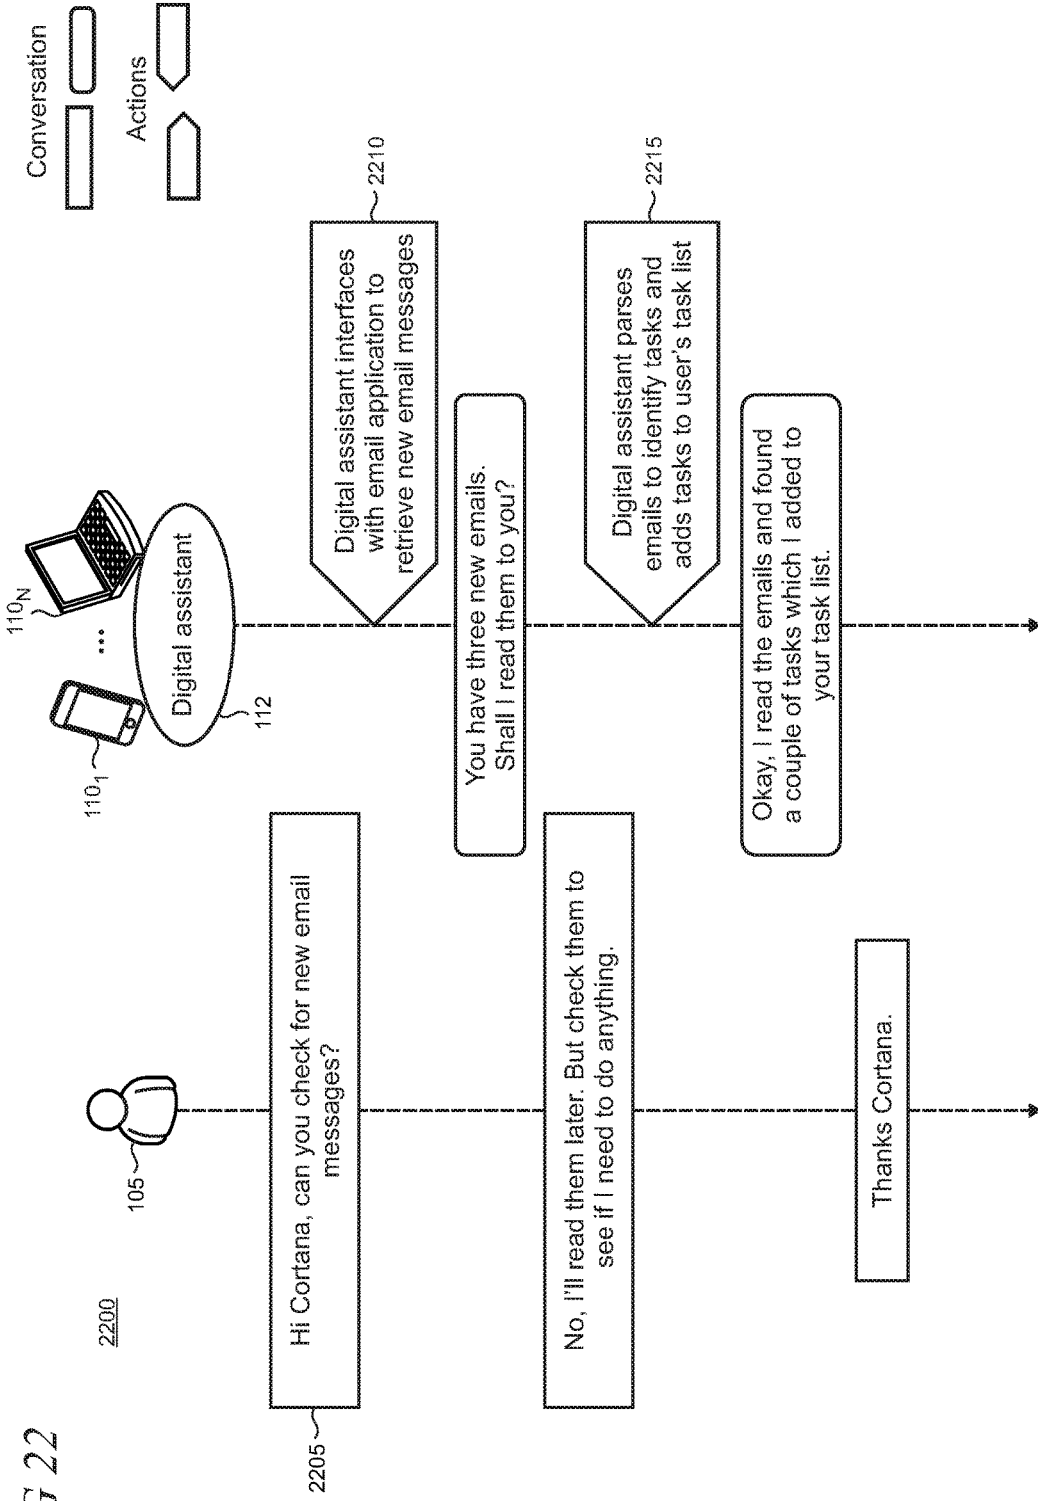 G 22
2200
105
110₁
...
110N
Digital assistant
112
Conversation
Actions
2205
Hi Cortana, can you check for new email
messages?
Digital assistant interfaces
with email application to
retrieve new email messages
2210
You have three new emails.
Shall I read them to you?
No, I'll read them later. But check them to
see if I need to do anything.
Digital assistant parses
emails to identify tasks and
adds tasks to user's task list
2215
Okay, I read the emails and found
a couple of tasks which I added to
your task list.
Thanks Cortana.